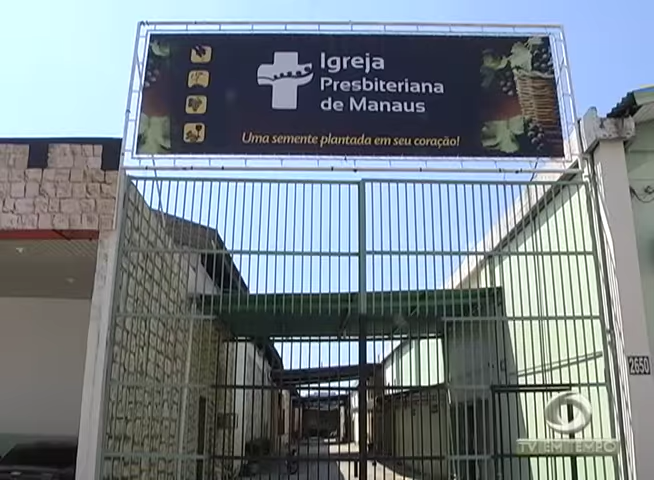 Igreja
Presbiteriana
de Manaus
Uma semente plantada em seu coração!
2650
TV EM TEMPO